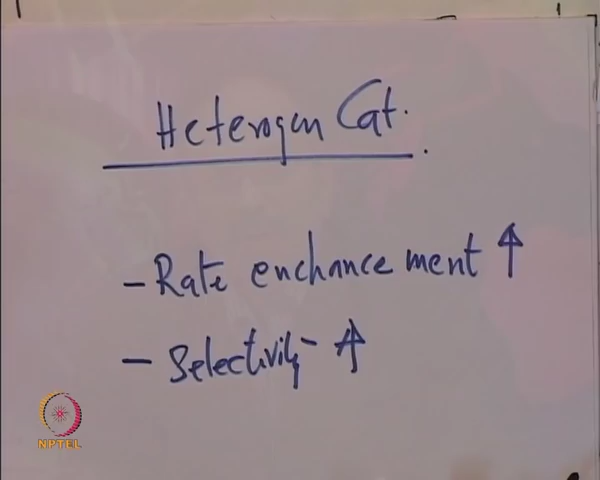 Heterogen Cat.
- Rate enchancement ↑
- Selectivity ↑
NPTEL